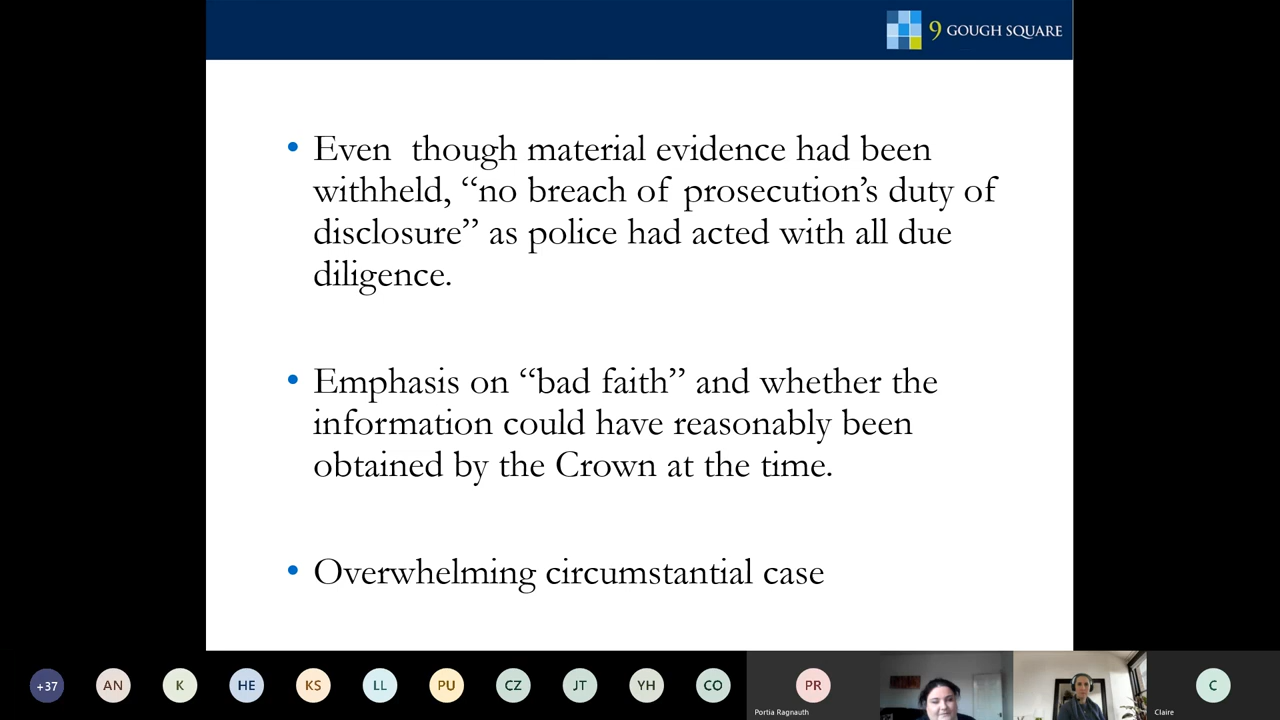 9 GOUGH SQUARE
• Even  though material evidence had been
withheld, “no breach of prosecution’s duty of
disclosure” as police had acted with all due
diligence.
• Emphasis on “bad faith” and whether the
information could have reasonably been
obtained by the Crown at the time.
• Overwhelming circumstantial case
+37
AN
K
HE
KS
LL
PU
CZ
JT
YH
CO
PR
C
Portia Ragnauth
Claire